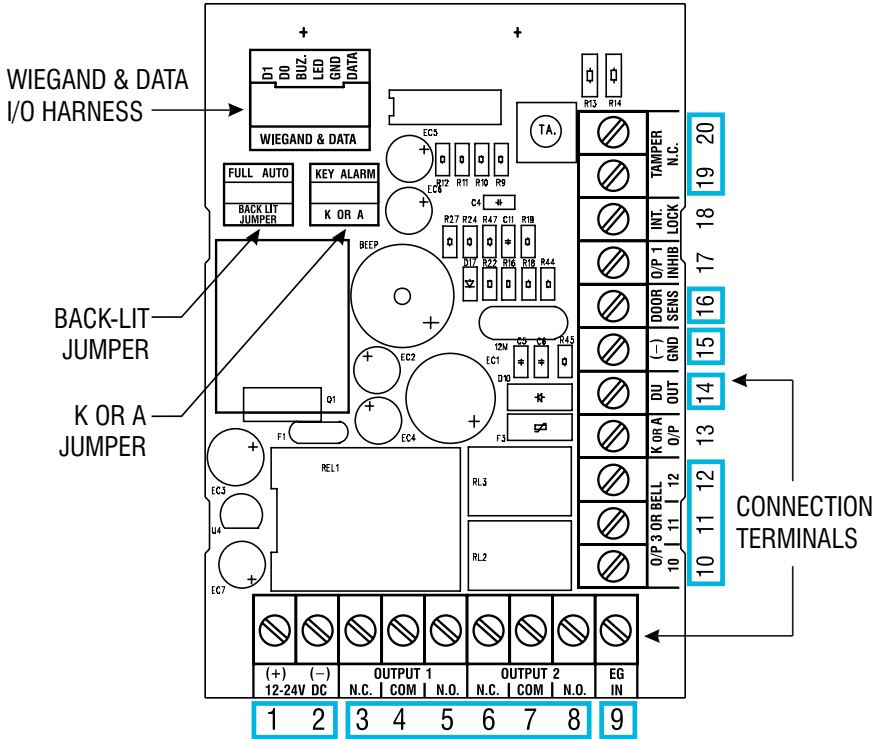 WIEGAND & DATA
I/O HARNESS
D1
D0
BUZ.
LED
GND
DATA
WIEGAND & DATA
FULL AUTO
BACK LIT
JUMPER
KEY ALARM
K OR A
BACK-LIT
JUMPER
K OR A
JUMPER
EC5
EC6
R12 R11 R10 R9
TA.
R13 R14
C4
R27 R24 R47 C11 R19
D17 R22 R16 R18 R44
BEEP
12M
C5 C6 R45
EC2
EC1
D10
EC4
F3
Q1
F1
EC3
U4
EC7
REL1
RL3
RL2
TAMPER
N.C.
20
19
INT.
LOCK
18
O/P 1
INHIB
17
DOOR
SENS
16
(–)
GND
15
DU
OUT
14
K OR A
O/P
13
O/P 3 OR BELL
10 11 12
12
11
10
CONNECTION
TERMINALS
(+) (–)
12-24V DC
OUTPUT 1
N.C. COM N.O.
OUTPUT 2
N.C. COM N.O.
EG
IN
1 2 3 4 5 6 7 8 9